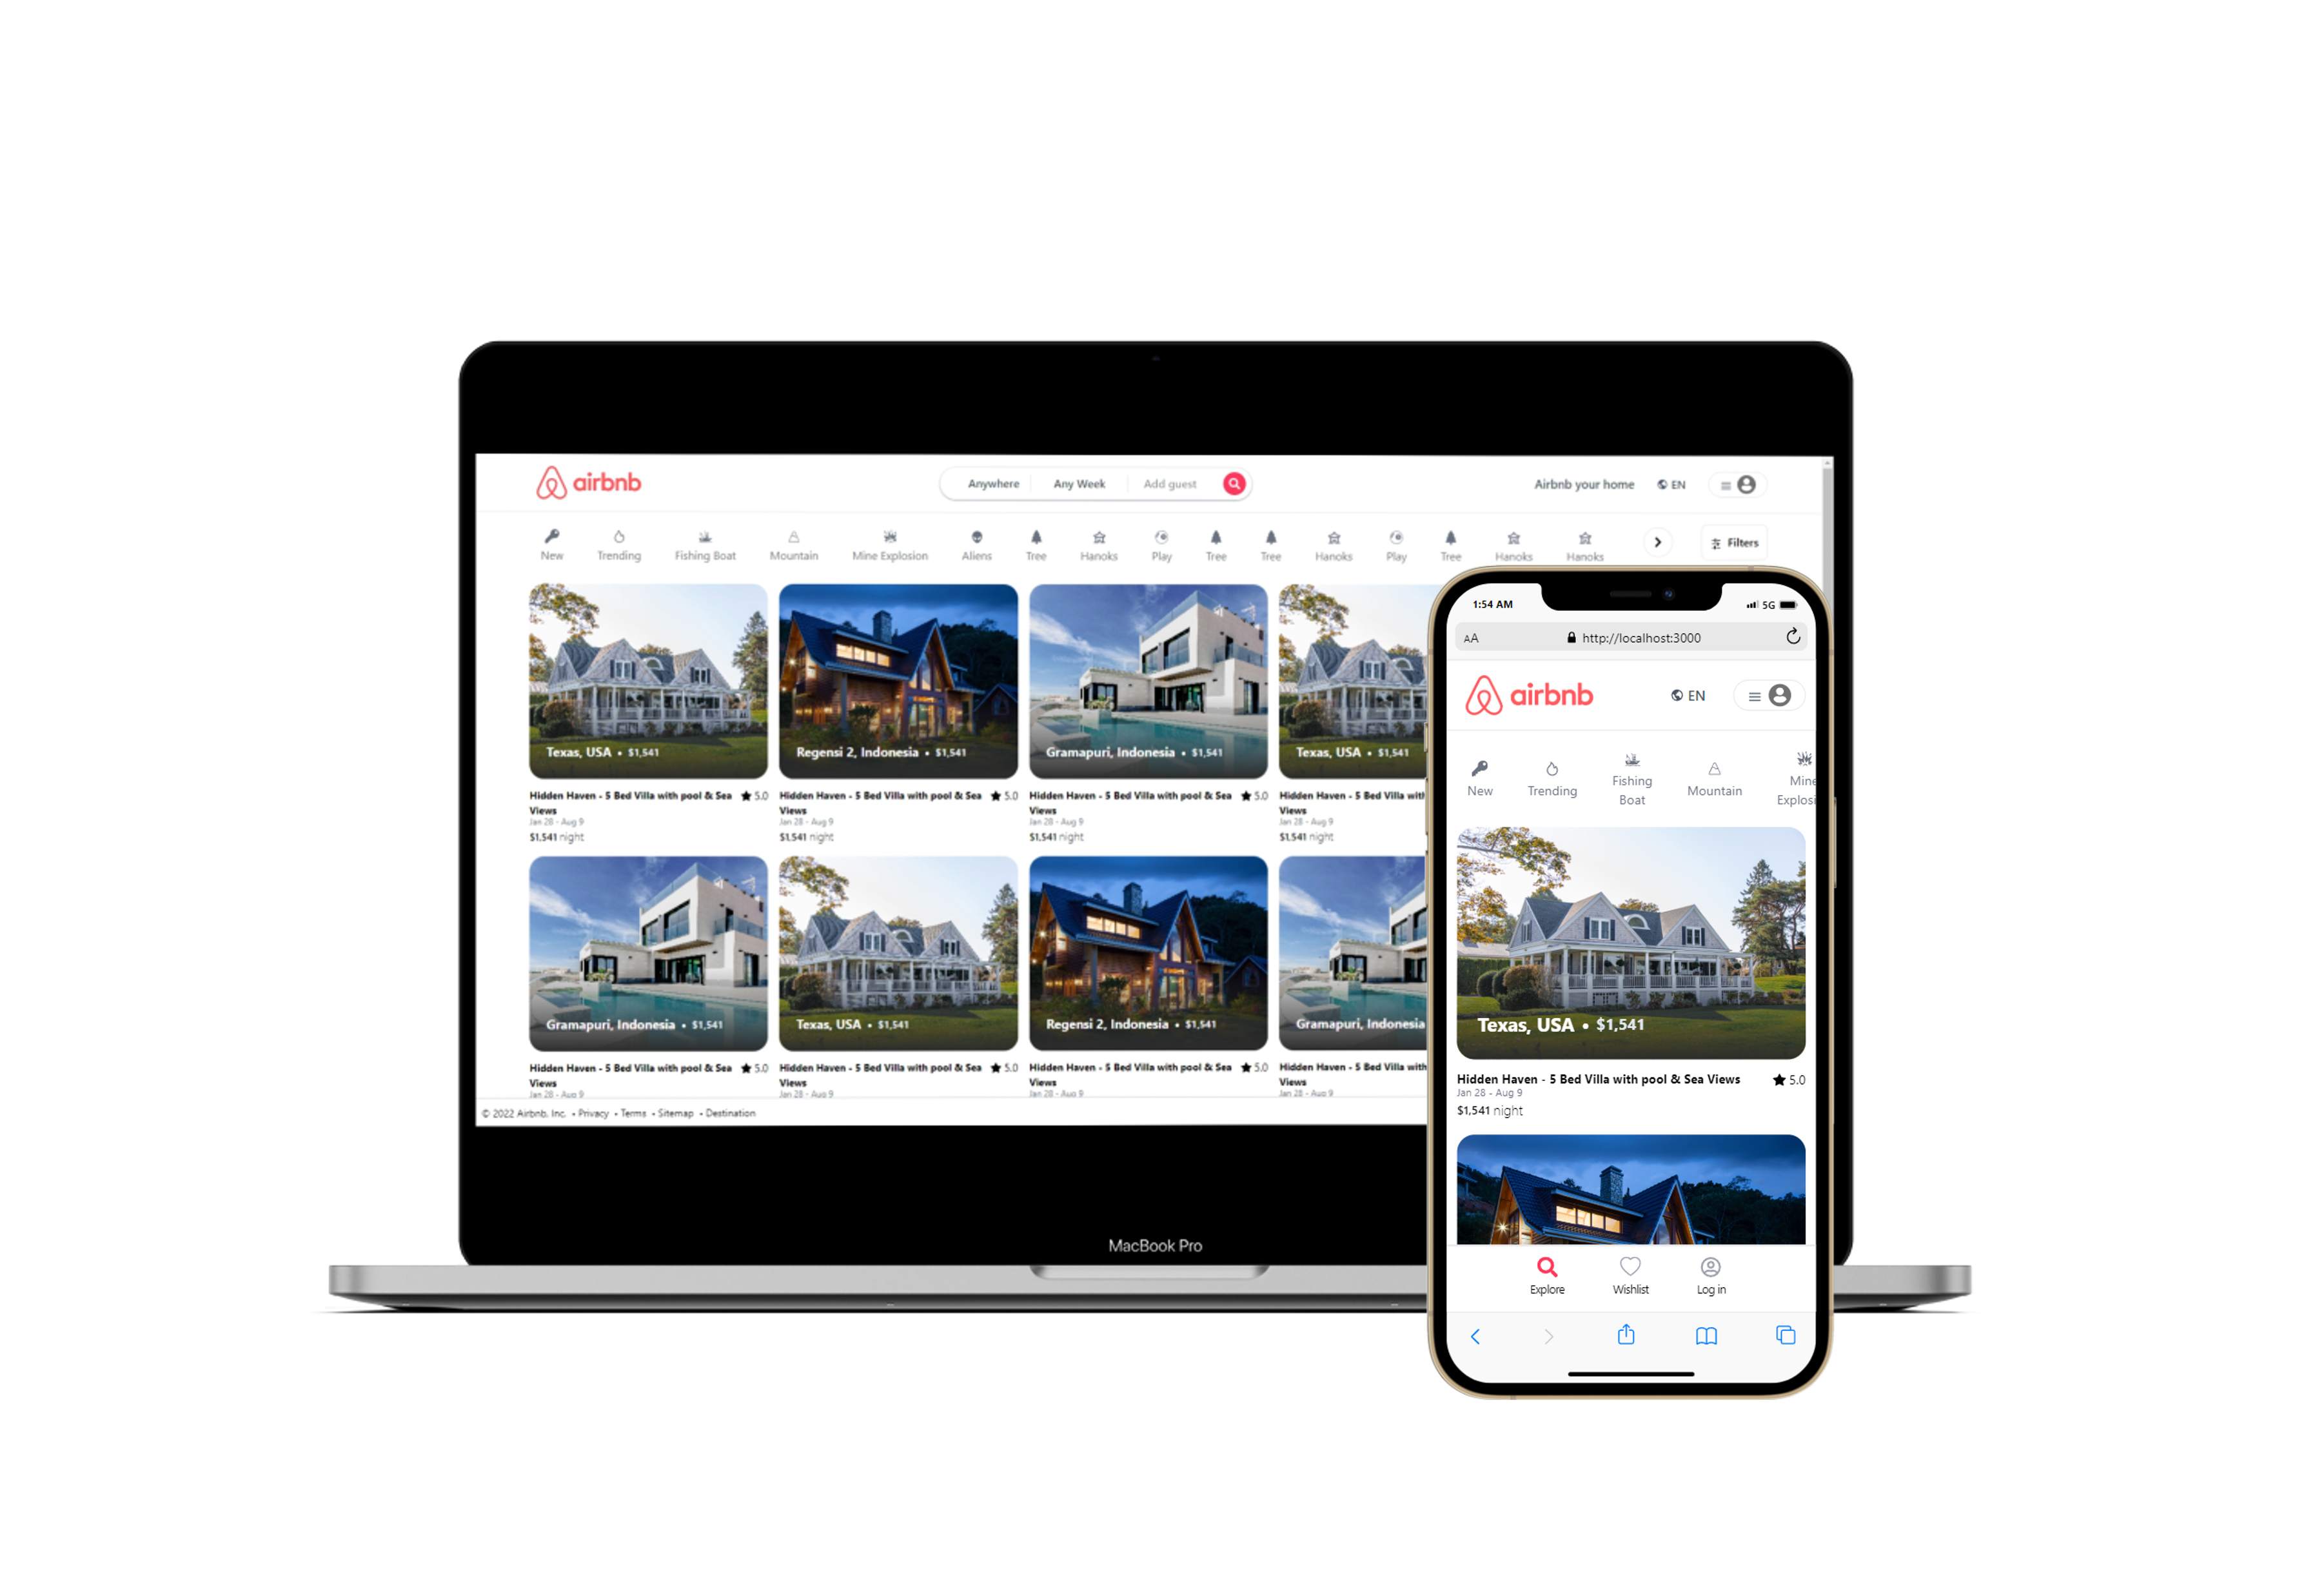 airbnb
Anywhere Any Week Add guest
Airbnb your home EN
New Trending Fishing Boat Mountain Mine Explosion Aliens Tree Hanoks Play Tree Tree Hanoks Play Tree Hanoks Hanoks Filters
Texas, USA • $1,541
Regensi 2, Indonesia • $1,541
Gramapuri, Indonesia • $1,541
Texas, USA • $1,541
Hidden Haven - 5 Bed Villa with pool & Sea Views ★ 5.0
Jan 28 - Aug 9
$1,541 night
Hidden Haven - 5 Bed Villa with pool & Sea Views ★ 5.0
Jan 28 - Aug 9
$1,541 night
Hidden Haven - 5 Bed Villa with pool & Sea Views ★ 5.0
Jan 28 - Aug 9
$1,541 night
Hidden Haven - 5 Bed Villa with
Views
Jan 28 - Aug 9
$1,541 night
Gramapuri, Indonesia • $1,541
Texas, USA • $1,541
Regensi 2, Indonesia • $1,541
Gramapuri, Indonesia
Hidden Haven - 5 Bed Villa with pool & Sea Views ★ 5.0
Jan 28 - Aug 9
Hidden Haven - 5 Bed Villa with pool & Sea Views ★ 5.0
Jan 28 - Aug 9
Hidden Haven - 5 Bed Villa with pool & Sea Views ★ 5.0
Jan 28 - Aug 9
Hidden Haven - 5 Bed Villa with
Views
Jan 28 - Aug 9
© 2022 Airbnb, Inc. • Privacy • Terms • Sitemap • Destination
MacBook Pro
1:54 AM 5G
AA http://localhost:3000
airbnb EN
New Trending Fishing Boat Mountain Mine Explosi
Texas, USA • $1,541
Hidden Haven - 5 Bed Villa with pool & Sea Views ★ 5.0
Jan 28 - Aug 9
$1,541 night
Explore Wishlist Log in